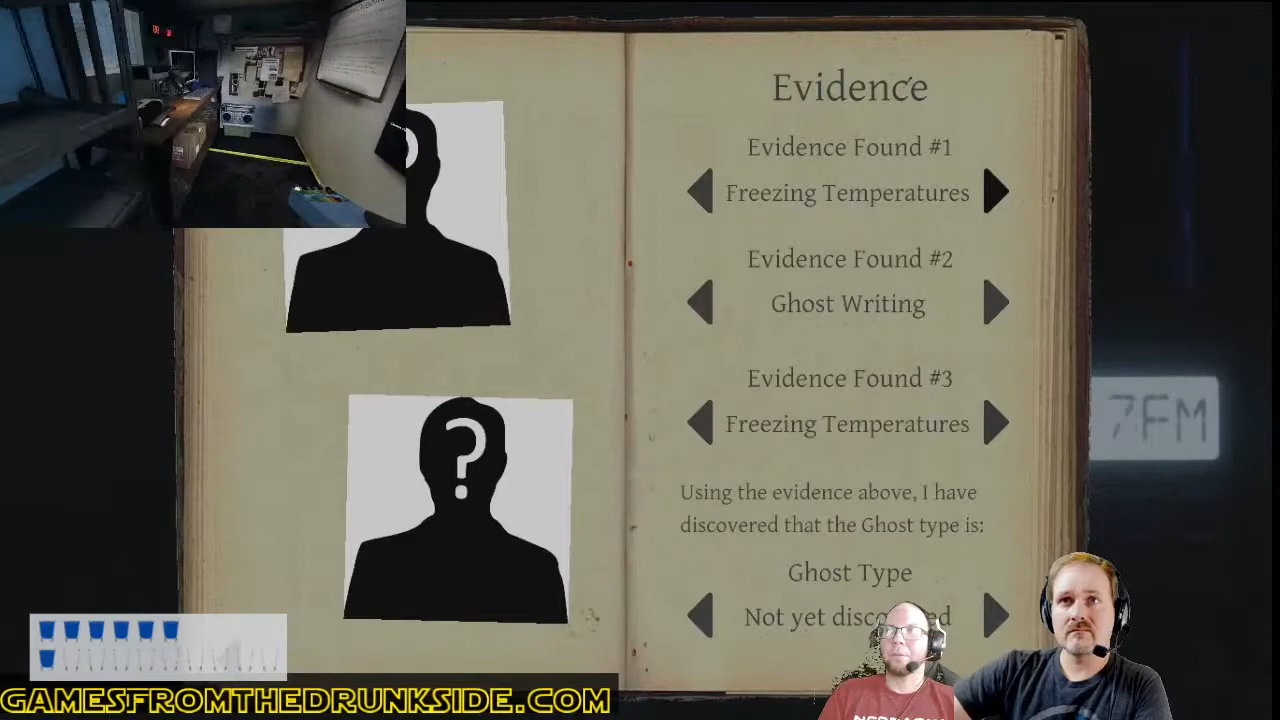 Evidence
Evidence Found #1
Freezing Temperatures
Evidence Found #2
Ghost Writing
Evidence Found #3
Freezing Temperatures
Using the evidence above, I have
discovered that the Ghost type is:
Ghost Type
Not yet
?
7FM
GAMESFROMTHEDRUNKSIDE.COM